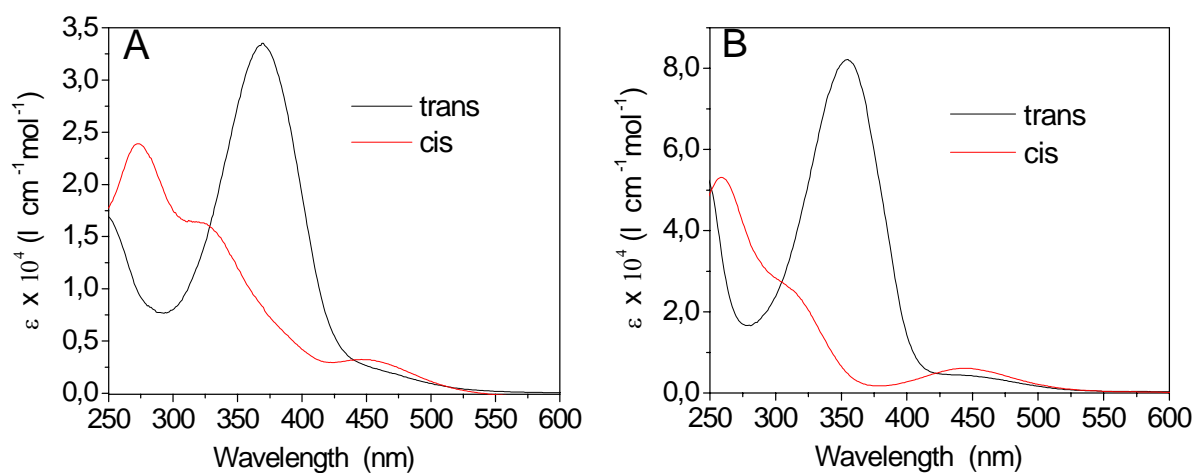 A
3,5
3,0
2,5
2,0
1,5
1,0
0,5
0,0
ε x 10⁴ (l cm⁻¹mol⁻¹)
trans
cis
250 300 350 400 450 500 550 600
Wavelength (nm)
B
8,0
6,0
4,0
2,0
0,0
ε x 10⁴ (l cm⁻¹mol⁻¹)
trans
cis
250 300 350 400 450 500 550 600
Wavelength (nm)